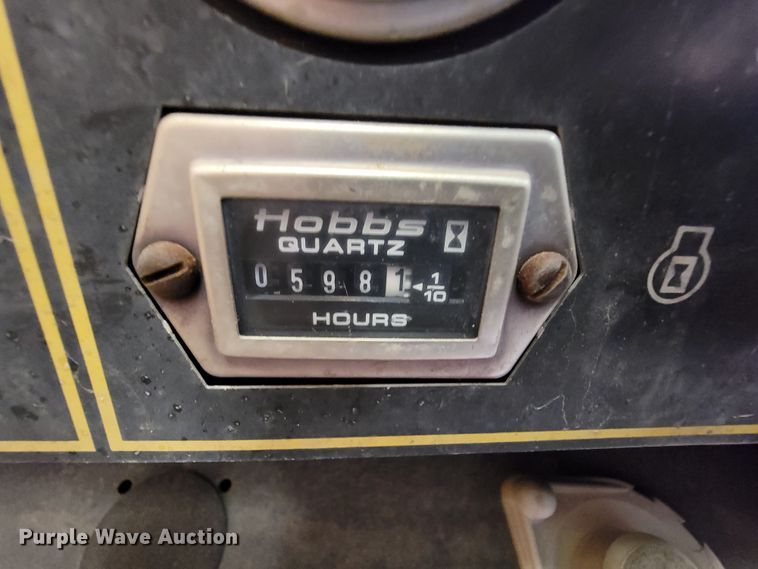 Hobbs
QUARTZ
0 5 9 8 1 1/10
HOURS
Purple Wave Auction